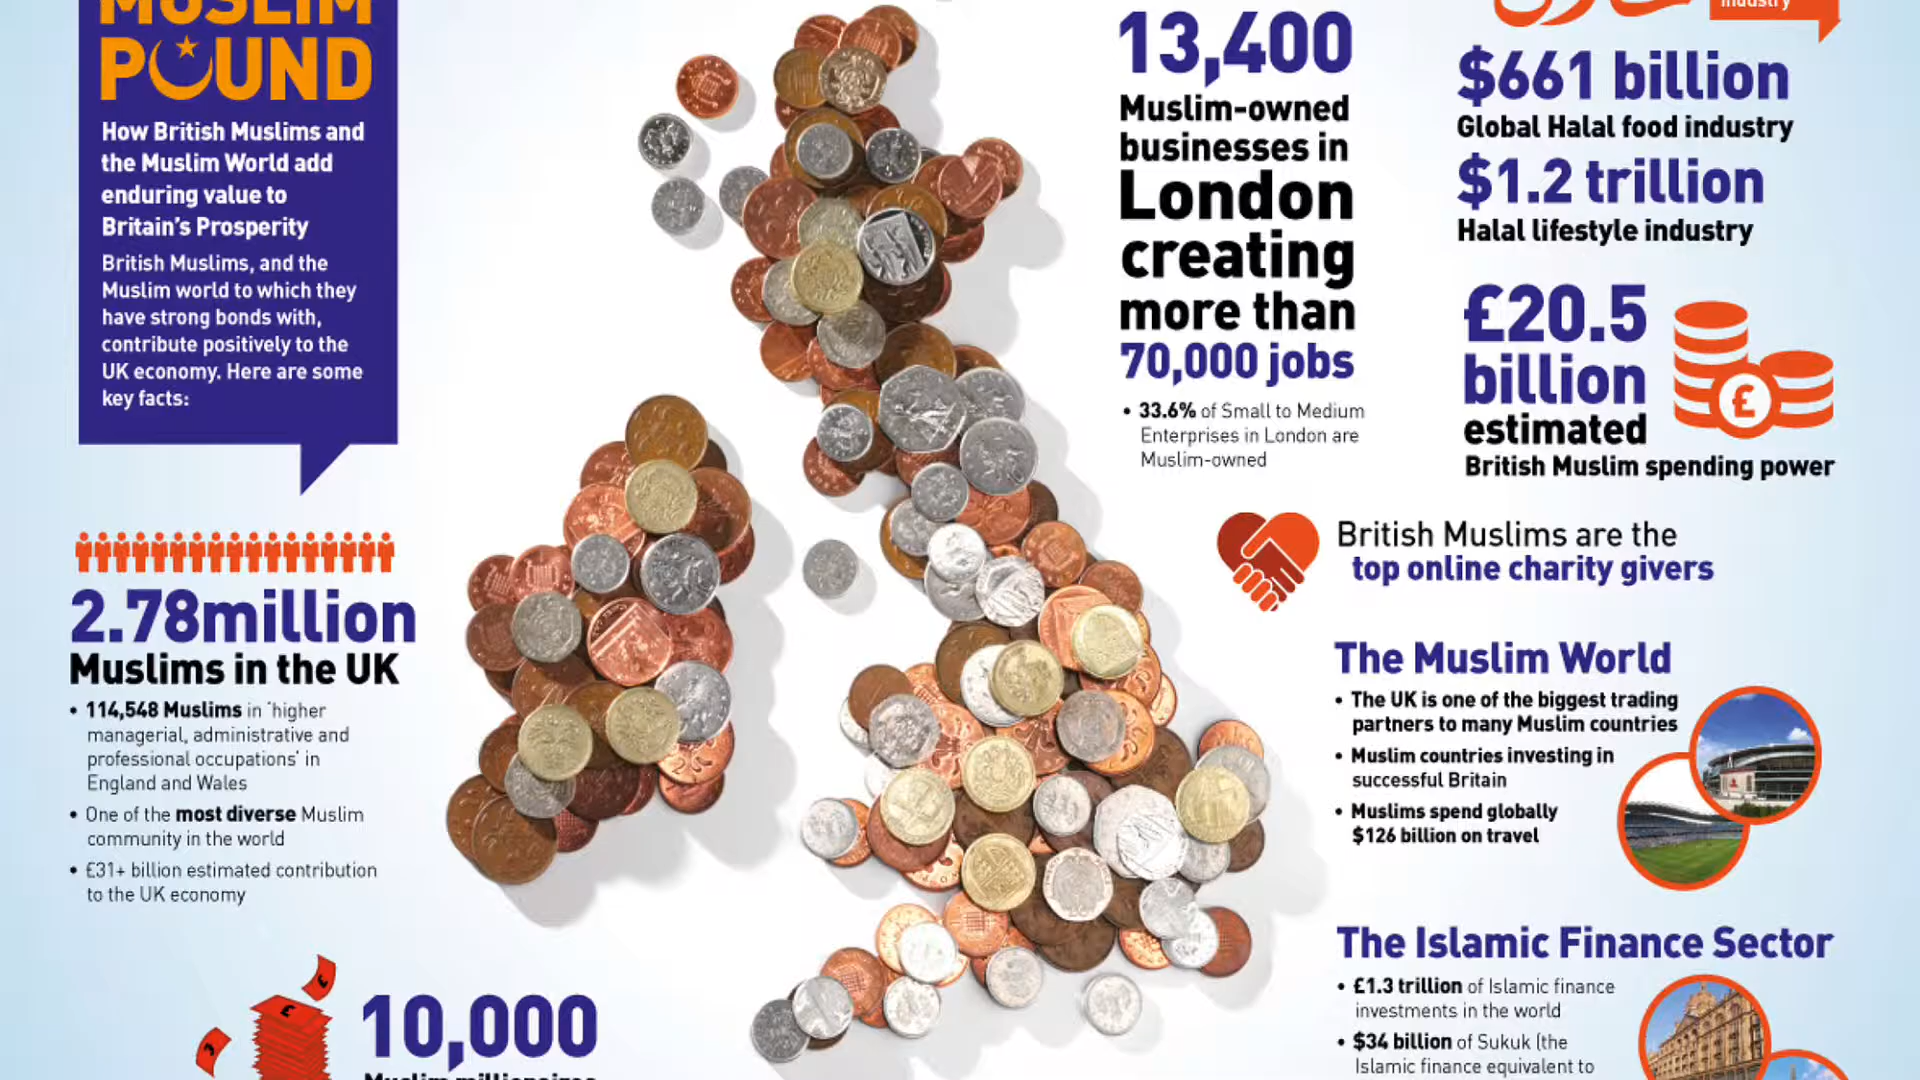 MUSLIM
POUND
How British Muslims and
the Muslim World add
enduring value to
Britain's Prosperity
British Muslims, and the
Muslim world to which they
have strong bonds with,
contribute positively to the
UK economy. Here are some
key facts:
2.78million
Muslims in the UK
• 114,548 Muslims in 'higher
managerial, administrative and
professional occupations' in
England and Wales
• One of the most diverse Muslim
community in the world
• £31+ billion estimated contribution
to the UK economy
10,000
Muslim millionaires
13,400
Muslim-owned
businesses in
London
creating
more than
70,000 jobs
• 33.6% of Small to Medium
Enterprises in London are
Muslim-owned
industry
$661 billion
Global Halal food industry
$1.2 trillion
Halal lifestyle industry
£20.5
billion
estimated
British Muslim spending power
£
British Muslims are the
top online charity givers
The Muslim World
• The UK is one of the biggest trading
partners to many Muslim countries
• Muslim countries investing in
successful Britain
• Muslims spend globally
$126 billion on travel
The Islamic Finance Sector
• £1.3 trillion of Islamic finance
investments in the world
• $34 billion of Sukuk (the
Islamic finance equivalent to